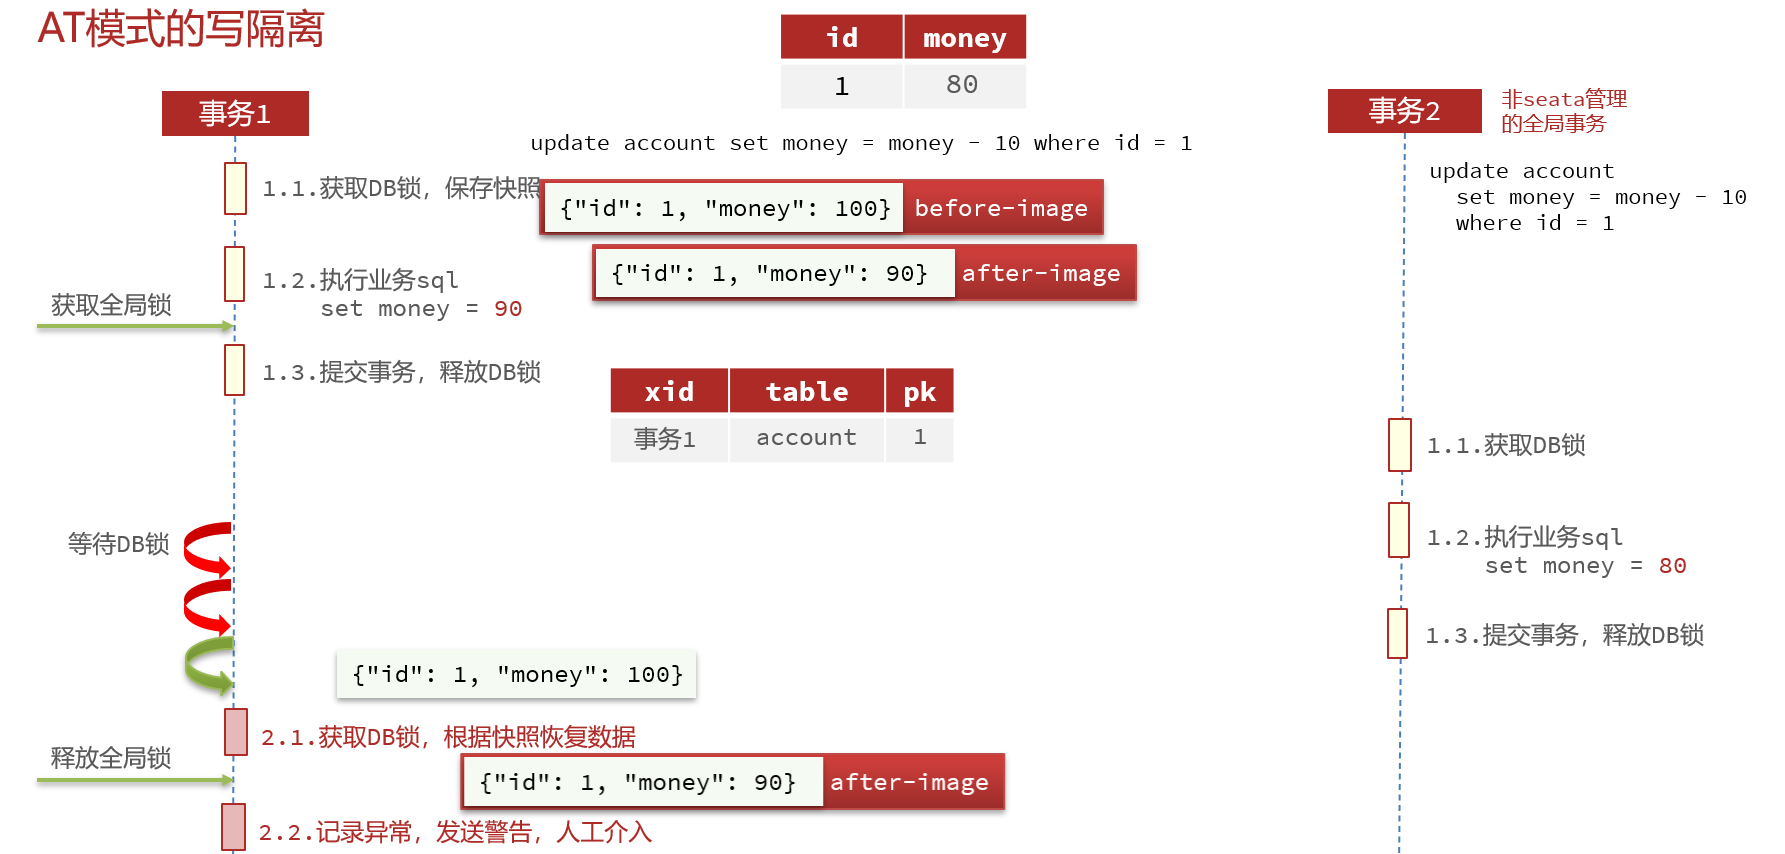 AT模式的写隔离
id money
1 80
事务1
事务2
非seata管理
的全局事务
update account set money = money - 10 where id = 1
update account
set money = money - 10
where id = 1
1.1.获取DB锁，保存快照
{"id": 1, "money": 100} before-image
1.2.执行业务sql
set money = 90
{"id": 1, "money": 90} after-image
获取全局锁
1.3.提交事务，释放DB锁
xid table pk
事务1 account 1
1.1.获取DB锁
等待DB锁
1.2.执行业务sql
set money = 80
1.3.提交事务，释放DB锁
{"id": 1, "money": 100}
2.1.获取DB锁，根据快照恢复数据
释放全局锁
{"id": 1, "money": 90} after-image
2.2.记录异常，发送警告，人工介入